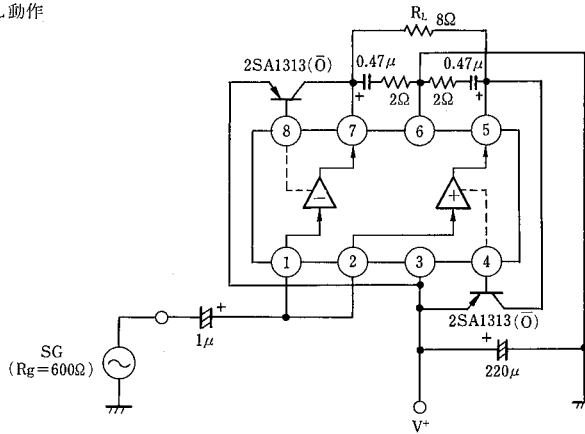 動作
R_L 8Ω
2SA1313(Ō)
0.47μ
0.47μ
+
+
2Ω
2Ω
8
7
6
5
−
+
1
2
3
4
2SA1313(Ō)
+
1μ
SG
(Rg=600Ω)
+
220μ
V⁺